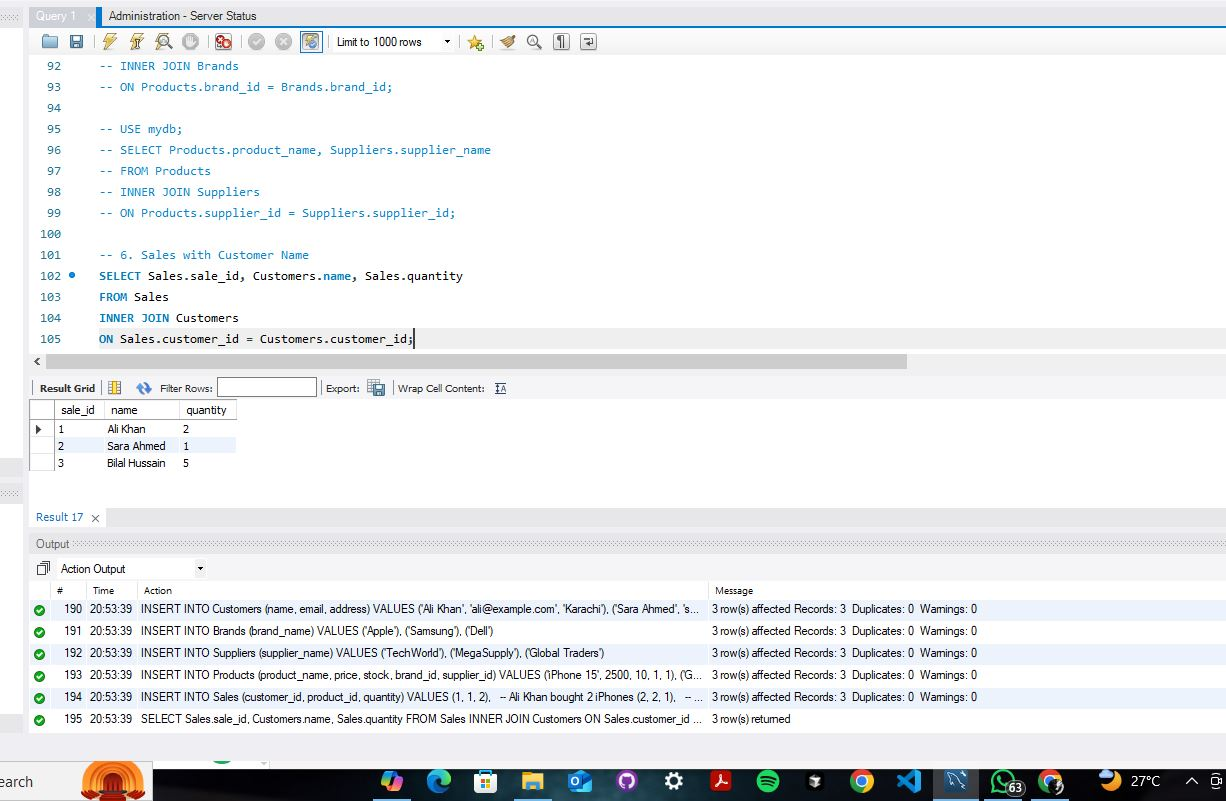 Query 1 Administration - Server Status
Limit to 1000 rows
92 -- INNER JOIN Brands
93 -- ON Products.brand_id = Brands.brand_id;
94
95 -- USE mydb;
96 -- SELECT Products.product_name, Suppliers.supplier_name
97 -- FROM Products
98 -- INNER JOIN Suppliers
99 -- ON Products.supplier_id = Suppliers.supplier_id;
100
101 -- 6. Sales with Customer Name
102 SELECT Sales.sale_id, Customers.name, Sales.quantity
103 FROM Sales
104 INNER JOIN Customers
105 ON Sales.customer_id = Customers.customer_id;
Result Grid Filter Rows: Export: Wrap Cell Content:
sale_id name quantity
1 Ali Khan 2
2 Sara Ahmed 1
3 Bilal Hussain 5
Result 17
Output
Action Output
# Time Action Message
190 20:53:39 INSERT INTO Customers (name, email, address) VALUES ('Ali Khan', 'ali@example.com', 'Karachi'), ('Sara Ahmed', 's... 3 row(s) affected Records: 3 Duplicates: 0 Warnings: 0
191 20:53:39 INSERT INTO Brands (brand_name) VALUES ('Apple'), ('Samsung'), ('Dell') 3 row(s) affected Records: 3 Duplicates: 0 Warnings: 0
192 20:53:39 INSERT INTO Suppliers (supplier_name) VALUES ('TechWorld'), ('MegaSupply'), ('Global Traders') 3 row(s) affected Records: 3 Duplicates: 0 Warnings: 0
193 20:53:39 INSERT INTO Products (product_name, price, stock, brand_id, supplier_id) VALUES ('iPhone 15', 2500, 10, 1, 1), ('G... 3 row(s) affected Records: 3 Duplicates: 0 Warnings: 0
194 20:53:39 INSERT INTO Sales (customer_id, product_id, quantity) VALUES (1, 1, 2), -- Ali Khan bought 2 iPhones (2, 2, 1), -- ... 3 row(s) affected Records: 3 Duplicates: 0 Warnings: 0
195 20:53:39 SELECT Sales.sale_id, Customers.name, Sales.quantity FROM Sales INNER JOIN Customers ON Sales.customer_id ... 3 row(s) returned
earch 63 27°C